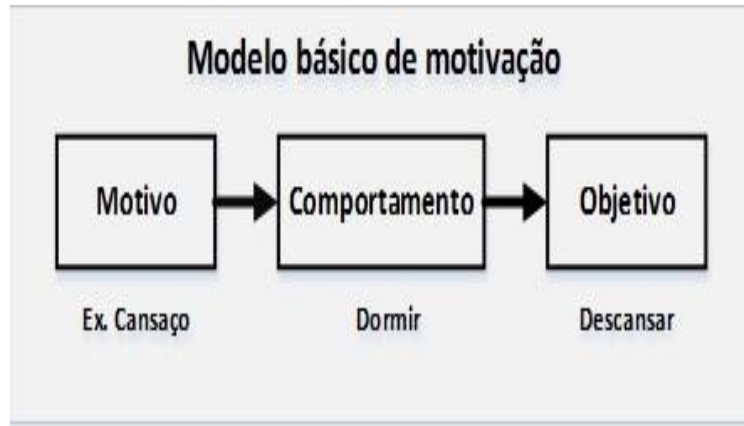 Modelo básico de motivação
Motivo
Comportamento
Objetivo
Ex. Cansaço
Dormir
Descansar